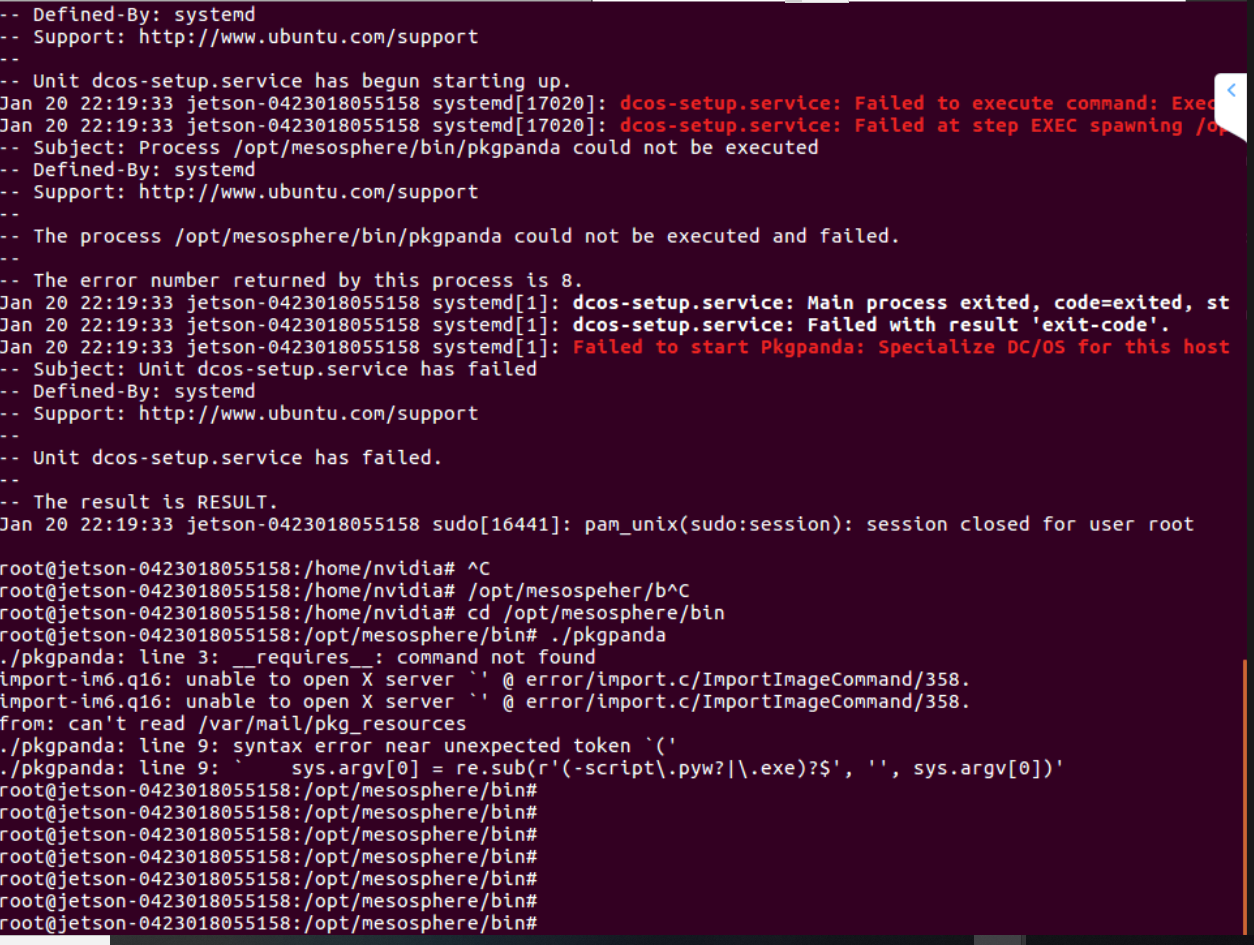 -- Defined-By: systemd
-- Support: http://www.ubuntu.com/support
--
-- Unit dcos-setup.service has begun starting up.
Jan 20 22:19:33 jetson-0423018055158 systemd[17020]: dcos-setup.service: Failed to execute command: Exec
Jan 20 22:19:33 jetson-0423018055158 systemd[17020]: dcos-setup.service: Failed at step EXEC spawning /op
-- Subject: Process /opt/mesosphere/bin/pkgpanda could not be executed
-- Defined-By: systemd
-- Support: http://www.ubuntu.com/support
--
-- The process /opt/mesosphere/bin/pkgpanda could not be executed and failed.
--
-- The error number returned by this process is 8.
Jan 20 22:19:33 jetson-0423018055158 systemd[1]: dcos-setup.service: Main process exited, code=exited, st
Jan 20 22:19:33 jetson-0423018055158 systemd[1]: dcos-setup.service: Failed with result 'exit-code'.
Jan 20 22:19:33 jetson-0423018055158 systemd[1]: Failed to start Pkgpanda: Specialize DC/OS for this host
-- Subject: Unit dcos-setup.service has failed
-- Defined-By: systemd
-- Support: http://www.ubuntu.com/support
--
-- Unit dcos-setup.service has failed.
--
-- The result is RESULT.
Jan 20 22:19:33 jetson-0423018055158 sudo[16441]: pam_unix(sudo:session): session closed for user root
root@jetson-0423018055158:/home/nvidia# ^C
root@jetson-0423018055158:/home/nvidia# /opt/mesospeher/b^C
root@jetson-0423018055158:/home/nvidia# cd /opt/mesosphere/bin
root@jetson-0423018055158:/opt/mesosphere/bin# ./pkgpanda
./pkgpanda: line 3: __requires__: command not found
import-im6.q16: unable to open X server `' @ error/import.c/ImportImageCommand/358.
import-im6.q16: unable to open X server `' @ error/import.c/ImportImageCommand/358.
from: can't read /var/mail/pkg_resources
./pkgpanda: line 9: syntax error near unexpected token `('
./pkgpanda: line 9: `    sys.argv[0] = re.sub(r'(-script\.pyw?|\.exe)?$', '', sys.argv[0])'
root@jetson-0423018055158:/opt/mesosphere/bin#
root@jetson-0423018055158:/opt/mesosphere/bin#
root@jetson-0423018055158:/opt/mesosphere/bin#
root@jetson-0423018055158:/opt/mesosphere/bin#
root@jetson-0423018055158:/opt/mesosphere/bin#
root@jetson-0423018055158:/opt/mesosphere/bin#
root@jetson-0423018055158:/opt/mesosphere/bin#